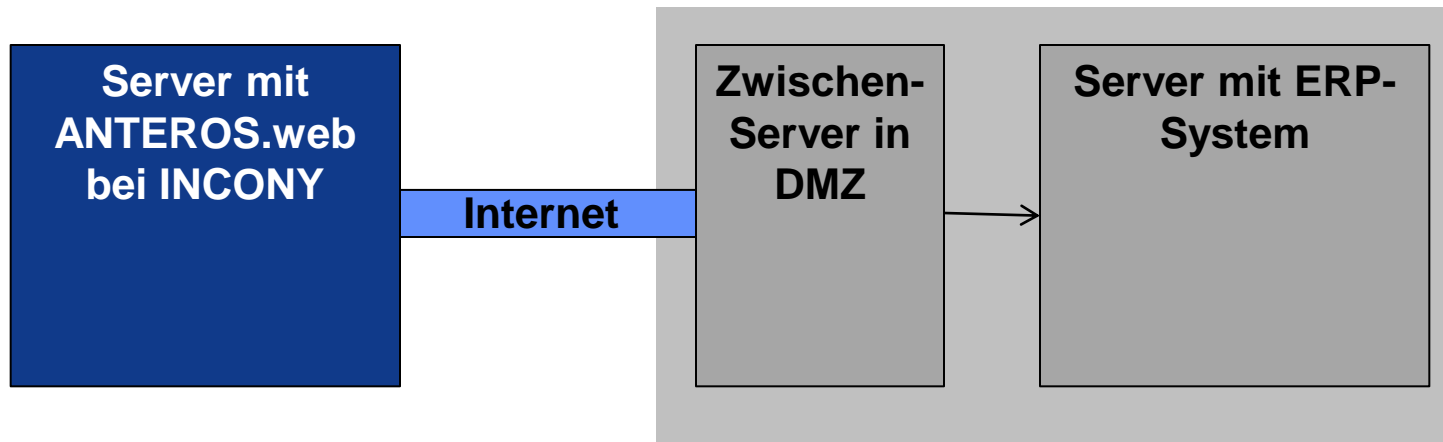 Server mit
ANTEROS.web
bei INCONY
Internet
Zwischen-
Server in
DMZ
Server mit ERP-
System